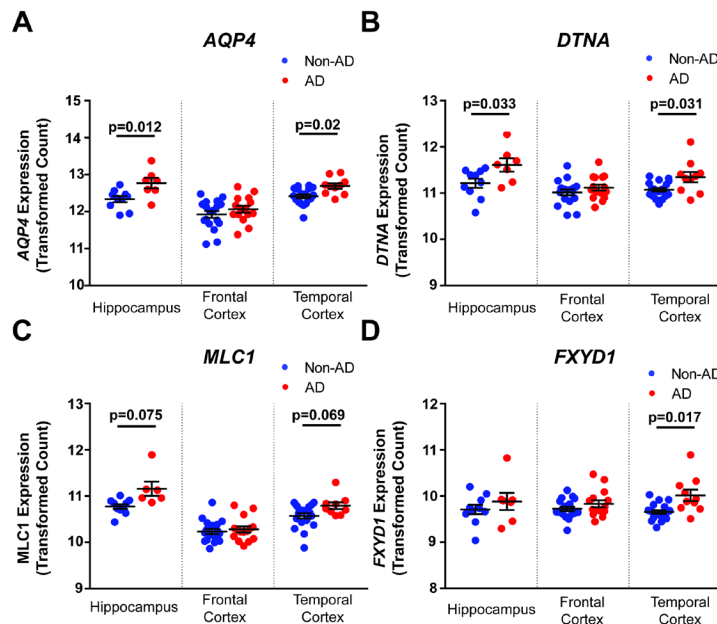 A
AQP4
Non-AD
AD
AQP4 Expression
(Transformed Count)
15
14
13
12
11
10
p=0.012
p=0.02
Hippocampus
Frontal
Cortex
Temporal
Cortex
B
DTNA
Non-AD
AD
DTNA Expression
(Transformed Count)
13
12
11
10
9
p=0.033
p=0.031
Hippocampus
Frontal
Cortex
Temporal
Cortex
C
MLC1
Non-AD
AD
MLC1 Expression
(Transformed Count)
13
12
11
10
9
p=0.075
p=0.069
Hippocampus
Frontal
Cortex
Temporal
Cortex
D
FXYD1
Non-AD
AD
FXYD1 Expression
(Transformed Count)
12
11
10
9
8
p=0.017
Hippocampus
Frontal
Cortex
Temporal
Cortex